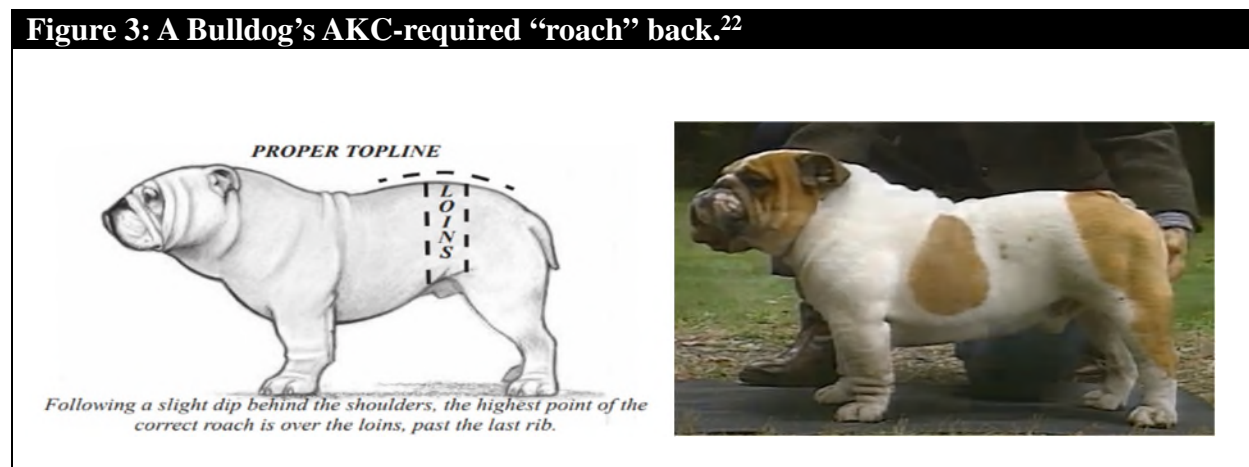 Figure 3: A Bulldog’s AKC-required “roach” back.22
PROPER TOPLINE
LOINS
Following a slight dip behind the shoulders, the highest point of the
correct roach is over the loins, past the last rib.